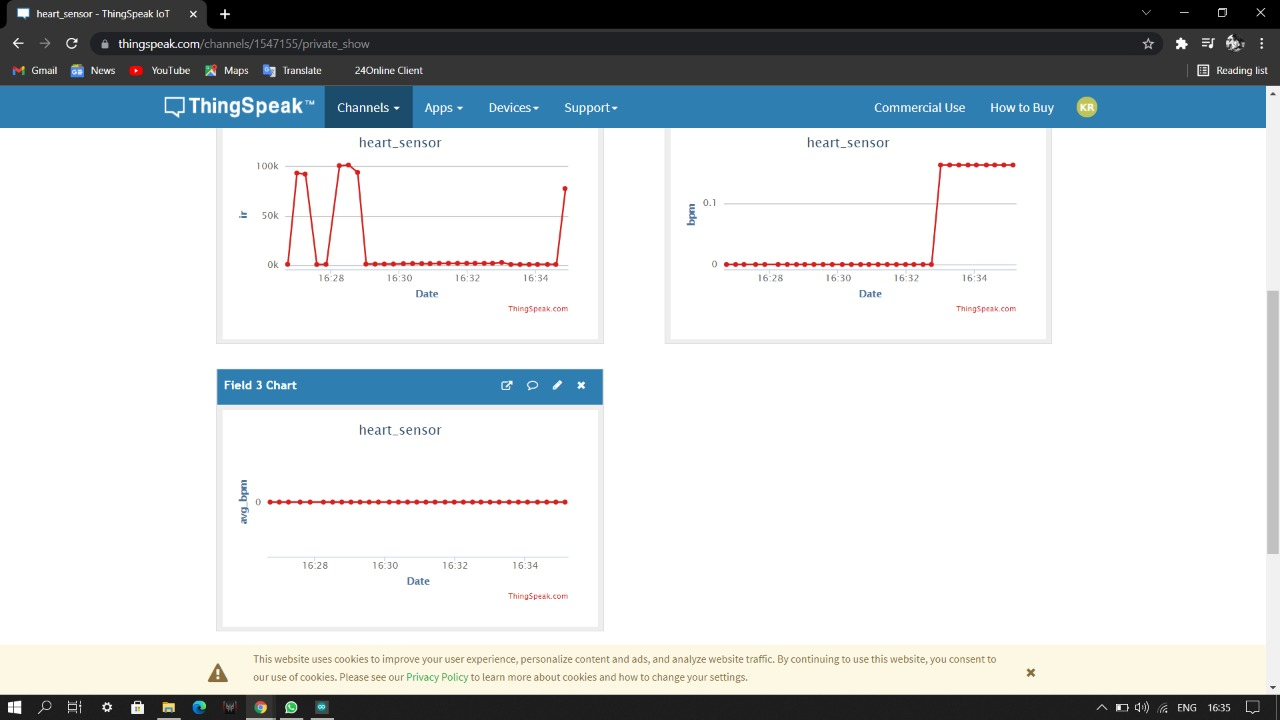 heart_sensor - ThingSpeak IoT
thingspeak.com/channels/1547155/private_show
Gmail News YouTube Maps Translate 24Online Client Reading list
ThingSpeak™ Channels Apps Devices Support Commercial Use How to Buy KR
heart_sensor
100k
50k
0k
ir
16:28 16:30 16:32 16:34
Date
ThingSpeak.com
heart_sensor
0.1
0
bpm
16:28 16:30 16:32 16:34
Date
ThingSpeak.com
Field 3 Chart
heart_sensor
0
avg_bpm
16:28 16:30 16:32 16:34
Date
ThingSpeak.com
This website uses cookies to improve your user experience, personalize content and ads, and analyze website traffic. By continuing to use this website, you consent to
our use of cookies. Please see our Privacy Policy to learn more about cookies and how to change your settings.
ENG 16:35